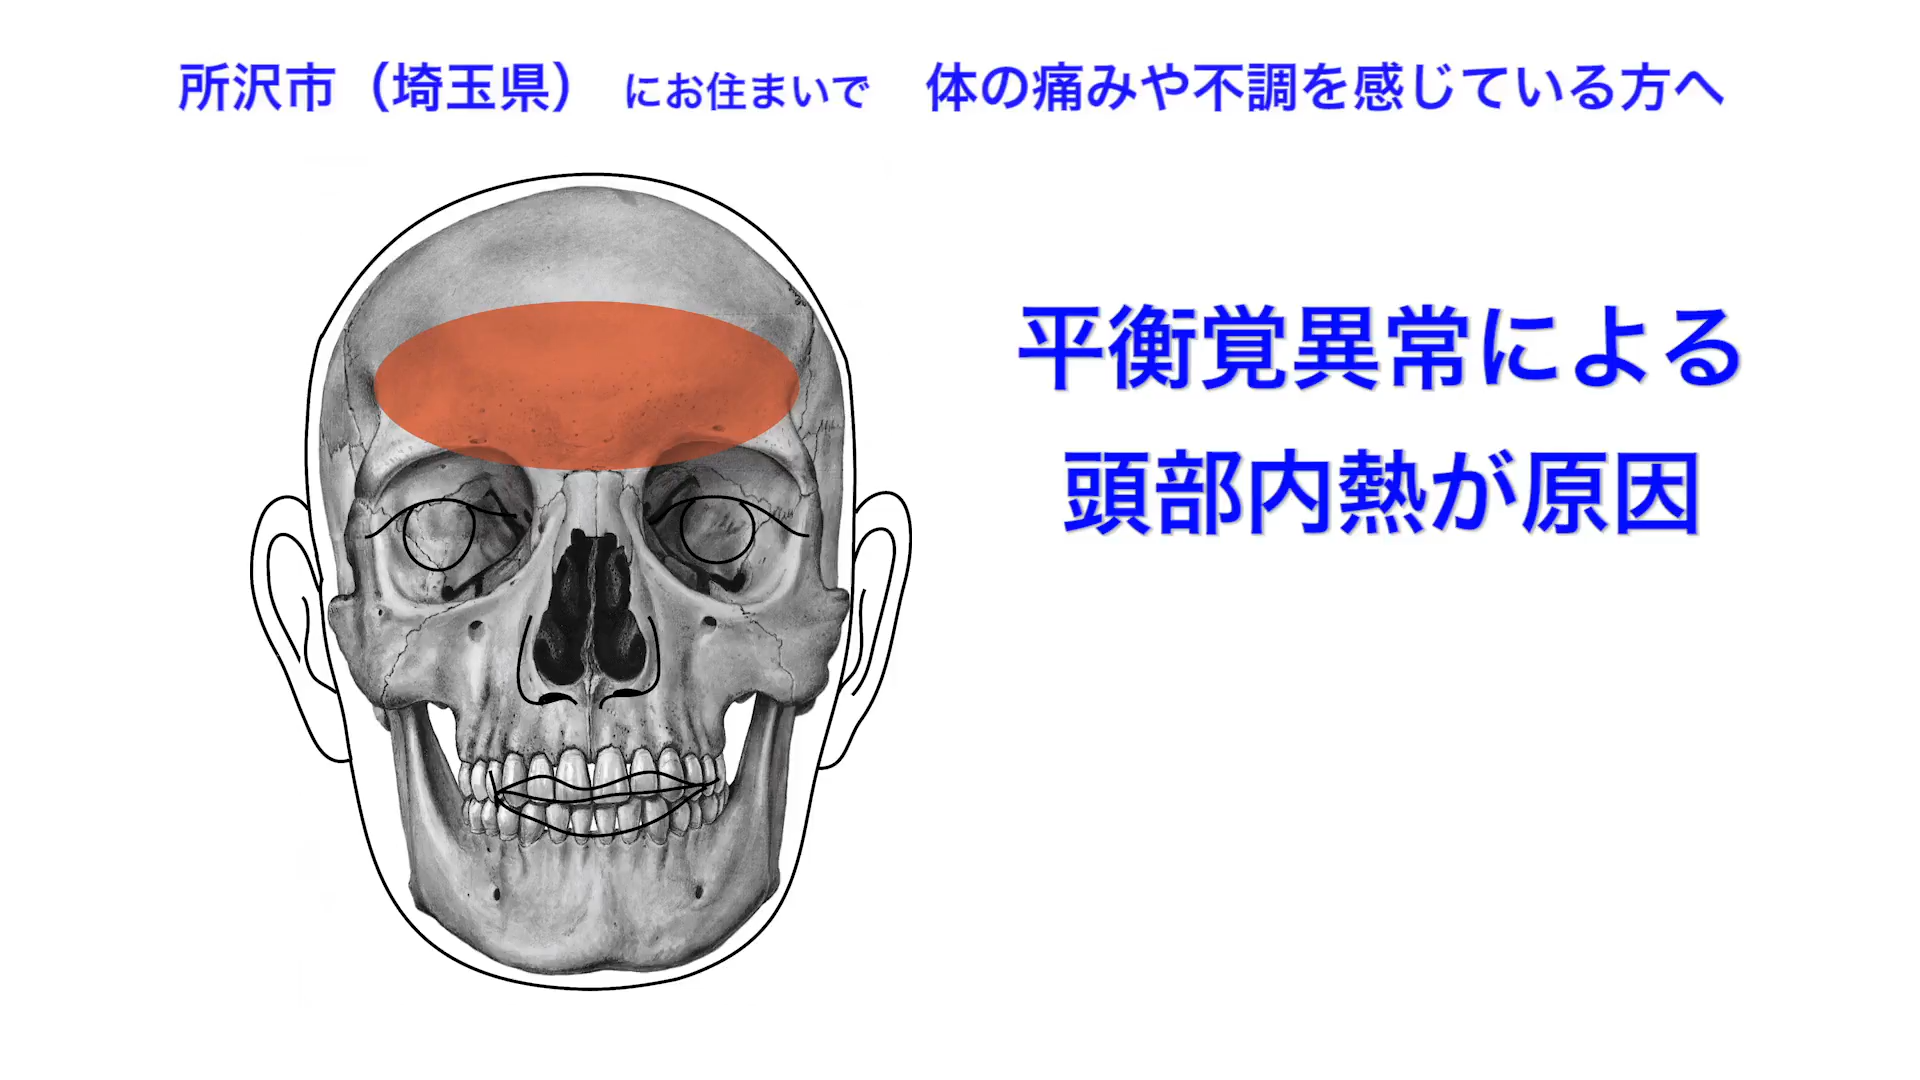 所沢市（埼玉県） にお住まいで 体の痛みや不調を感じている方へ
平衡覚異常による
頭部内熱が原因